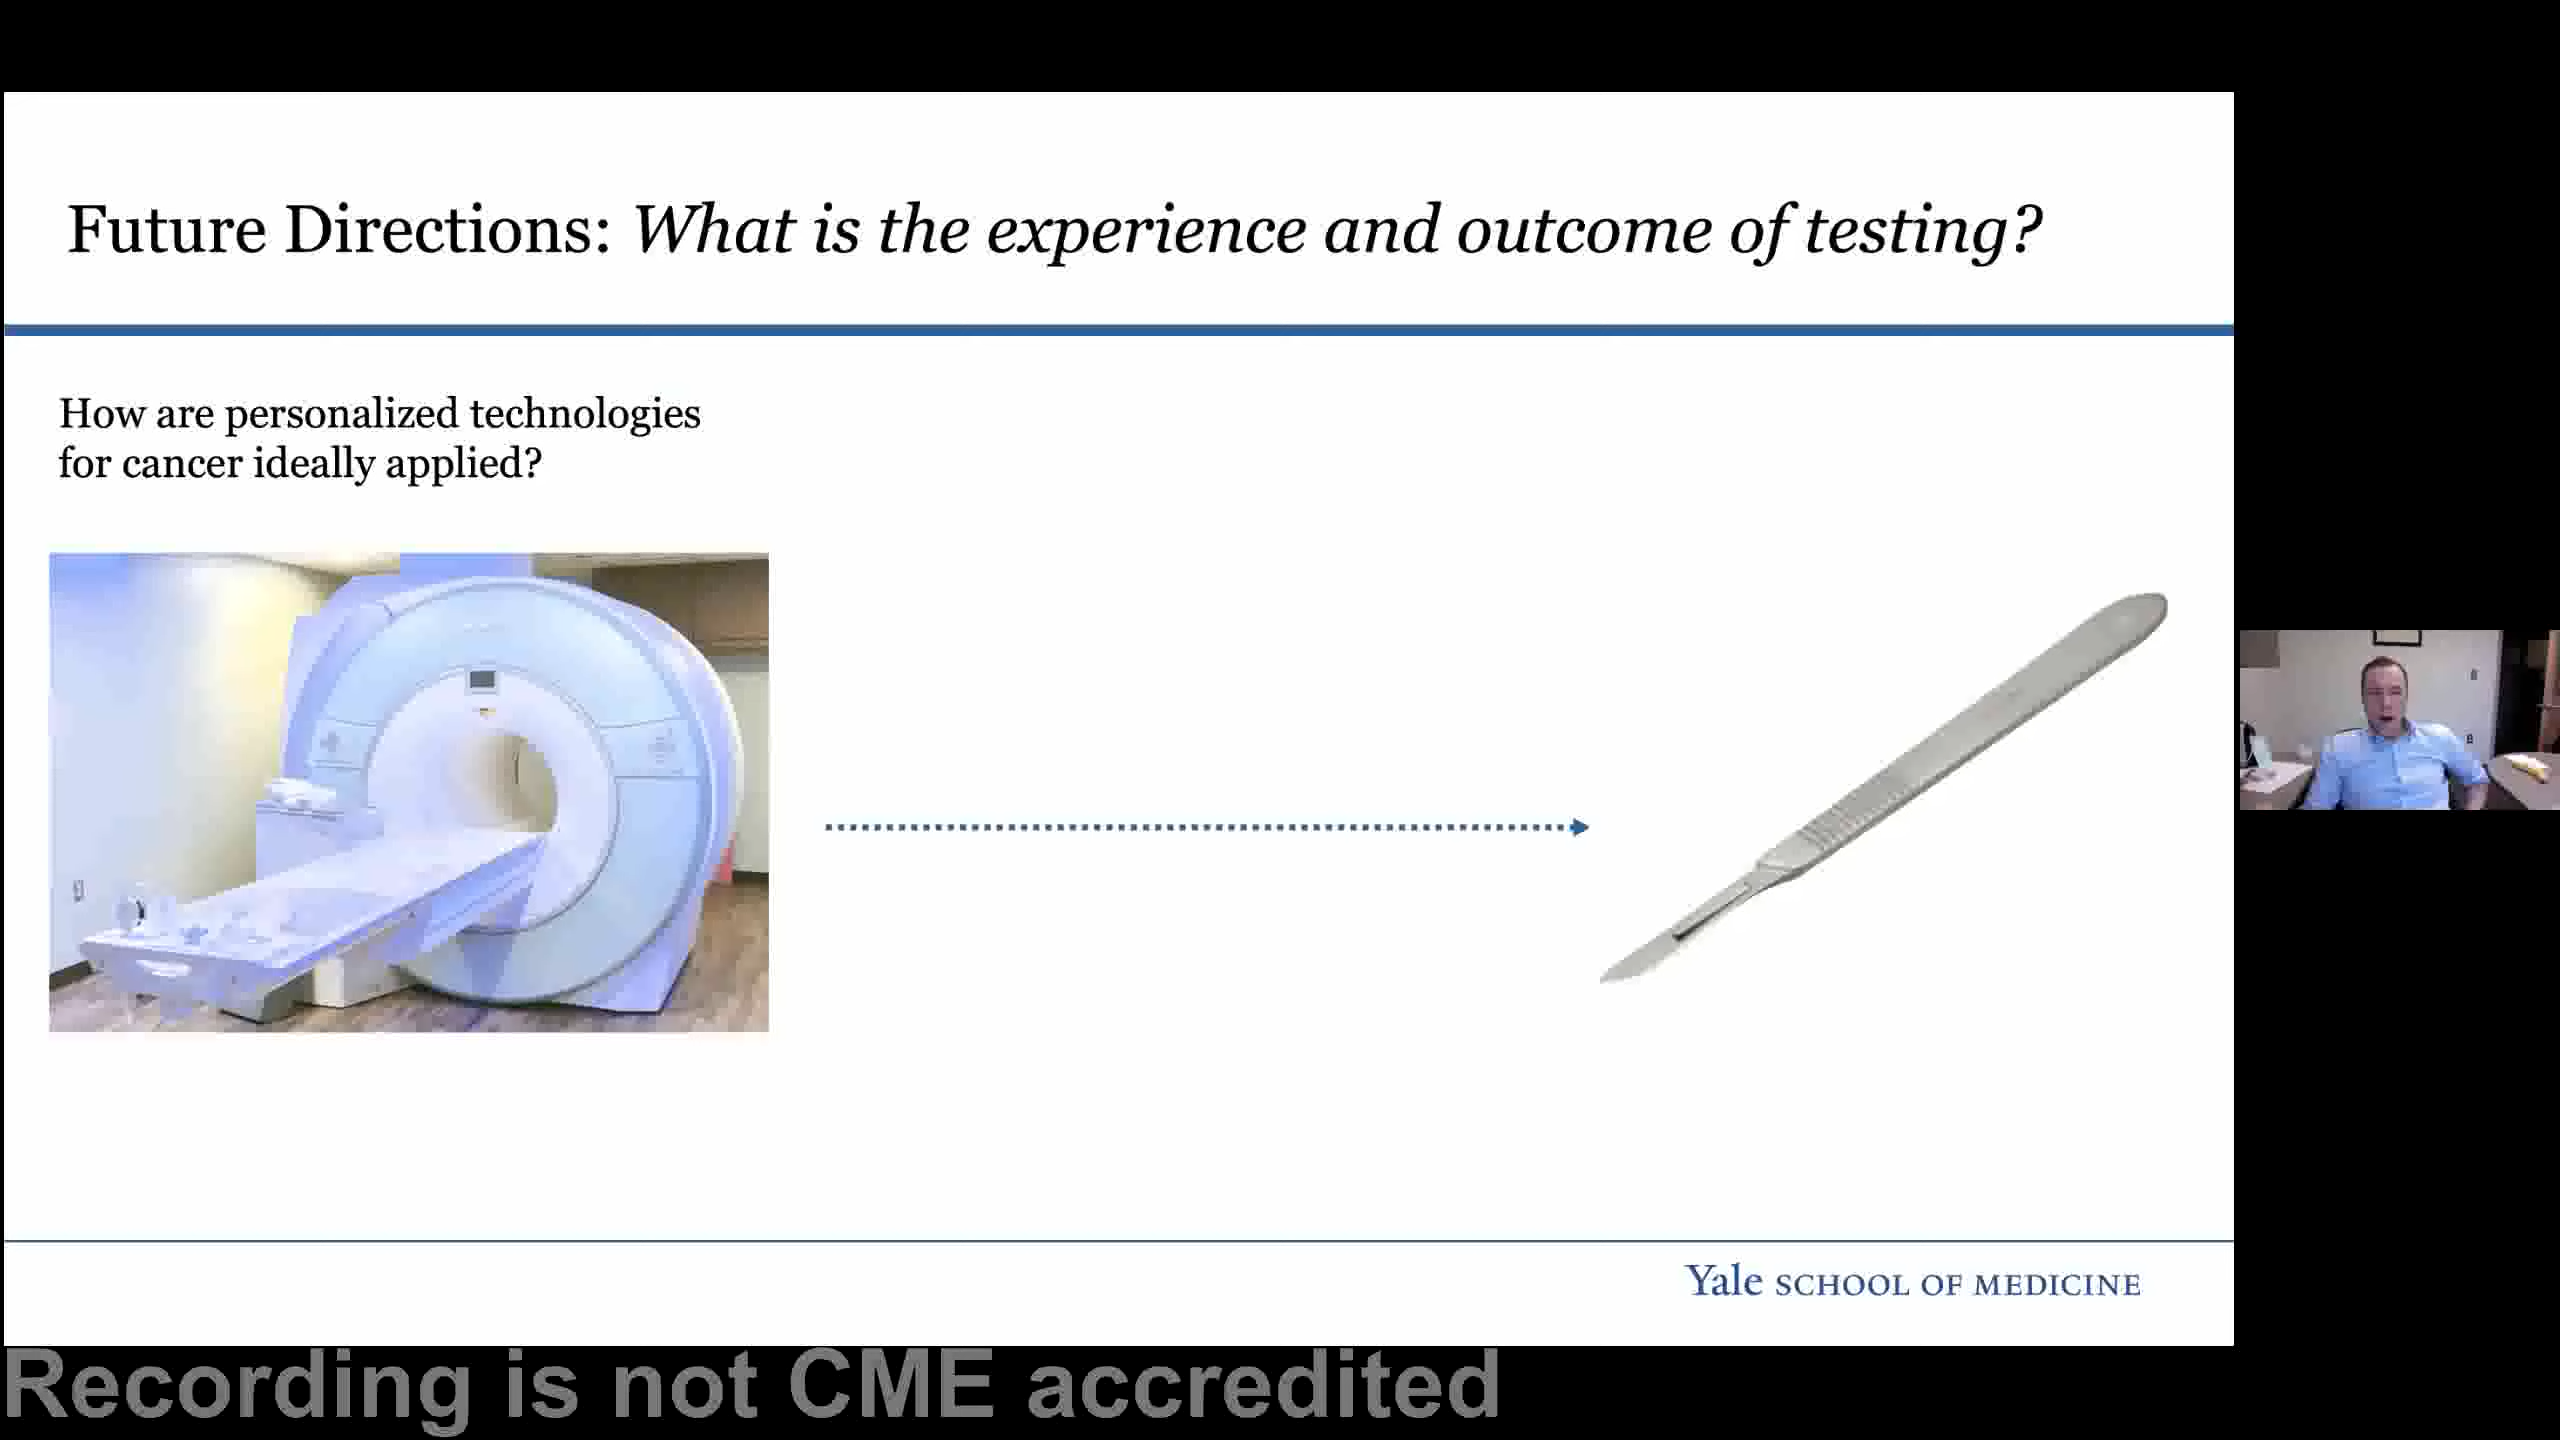 Future Directions: What is the experience and outcome of testing?
How are personalized technologies
for cancer ideally applied?
Yale SCHOOL OF MEDICINE
Recording is not CME accredited